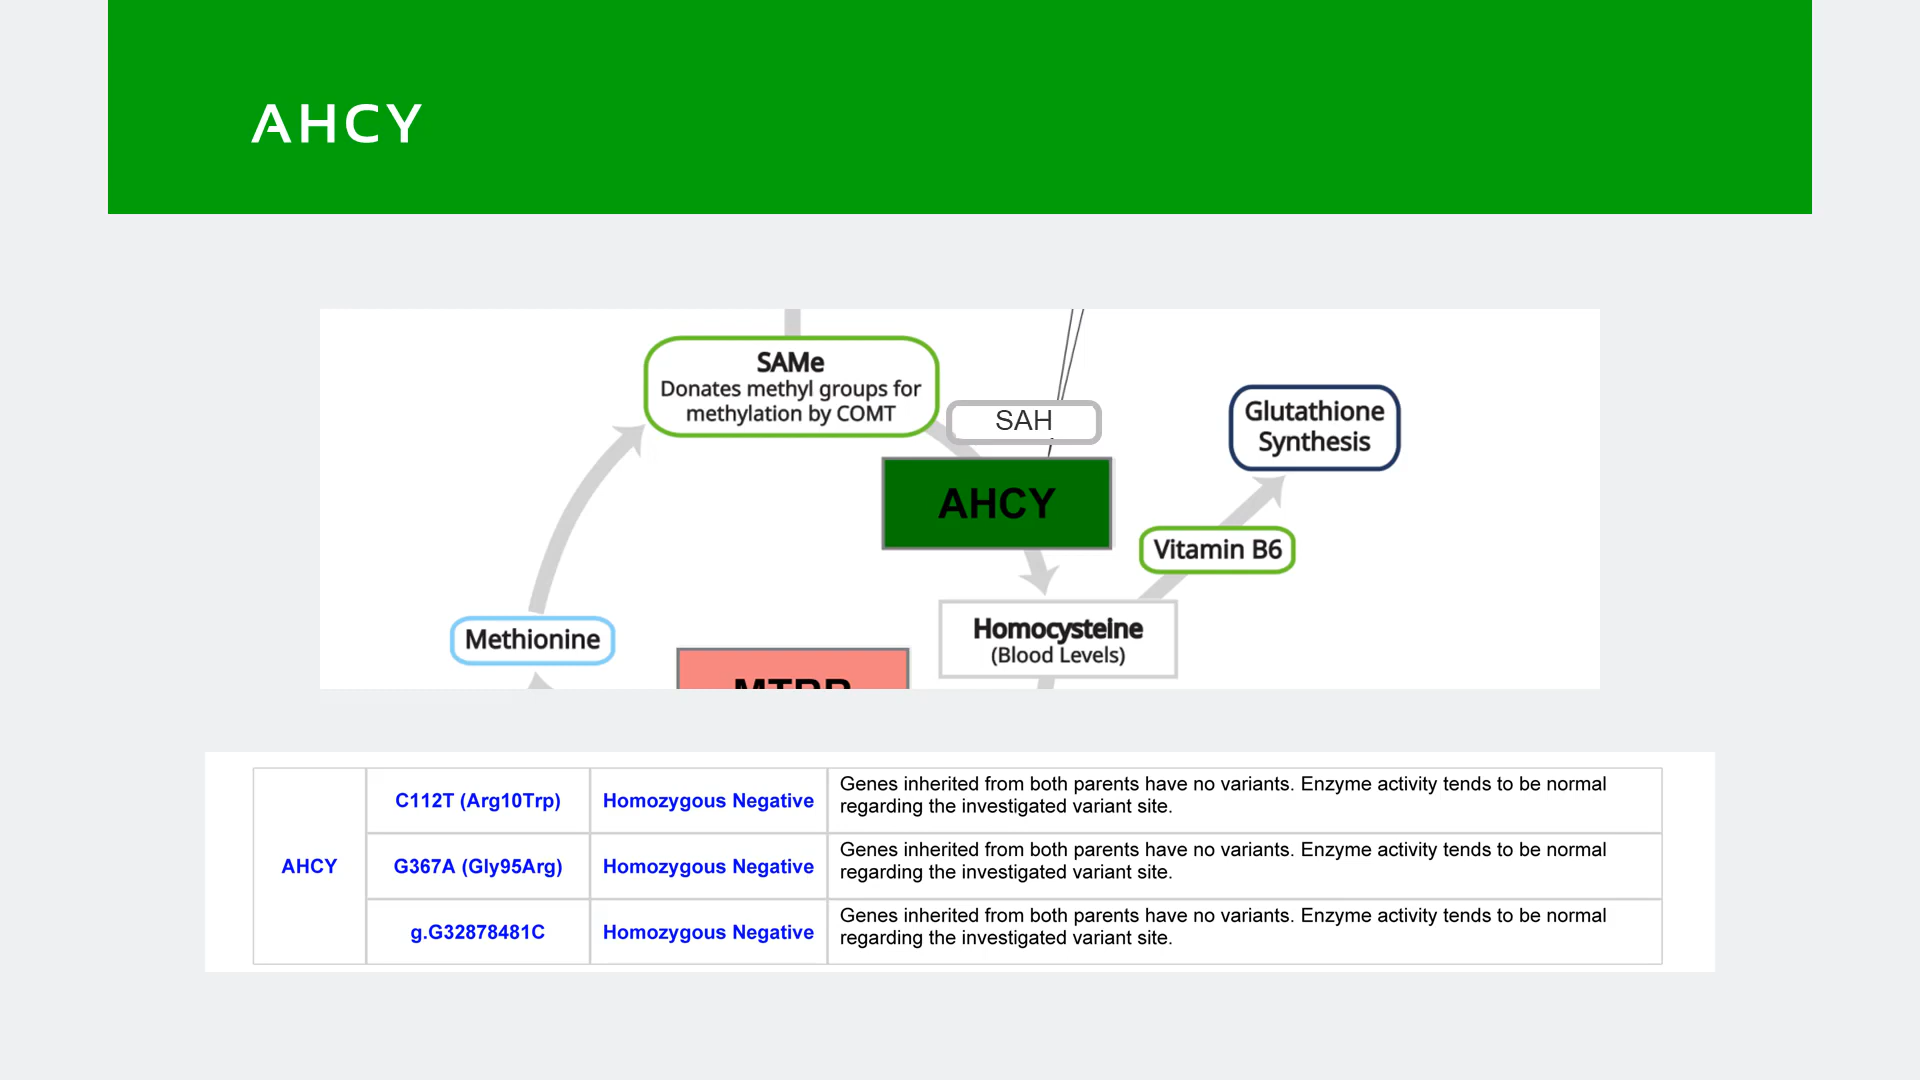 AHCY
SAMe
Donates methyl groups for
methylation by COMT
SAH
Glutathione
Synthesis
AHCY
Vitamin B6
Methionine
Homocysteine
(Blood Levels)
AHCY
C112T (Arg10Trp)
Homozygous Negative
Genes inherited from both parents have no variants. Enzyme activity tends to be normal
regarding the investigated variant site.
G367A (Gly95Arg)
Homozygous Negative
Genes inherited from both parents have no variants. Enzyme activity tends to be normal
regarding the investigated variant site.
g.G32878481C
Homozygous Negative
Genes inherited from both parents have no variants. Enzyme activity tends to be normal
regarding the investigated variant site.